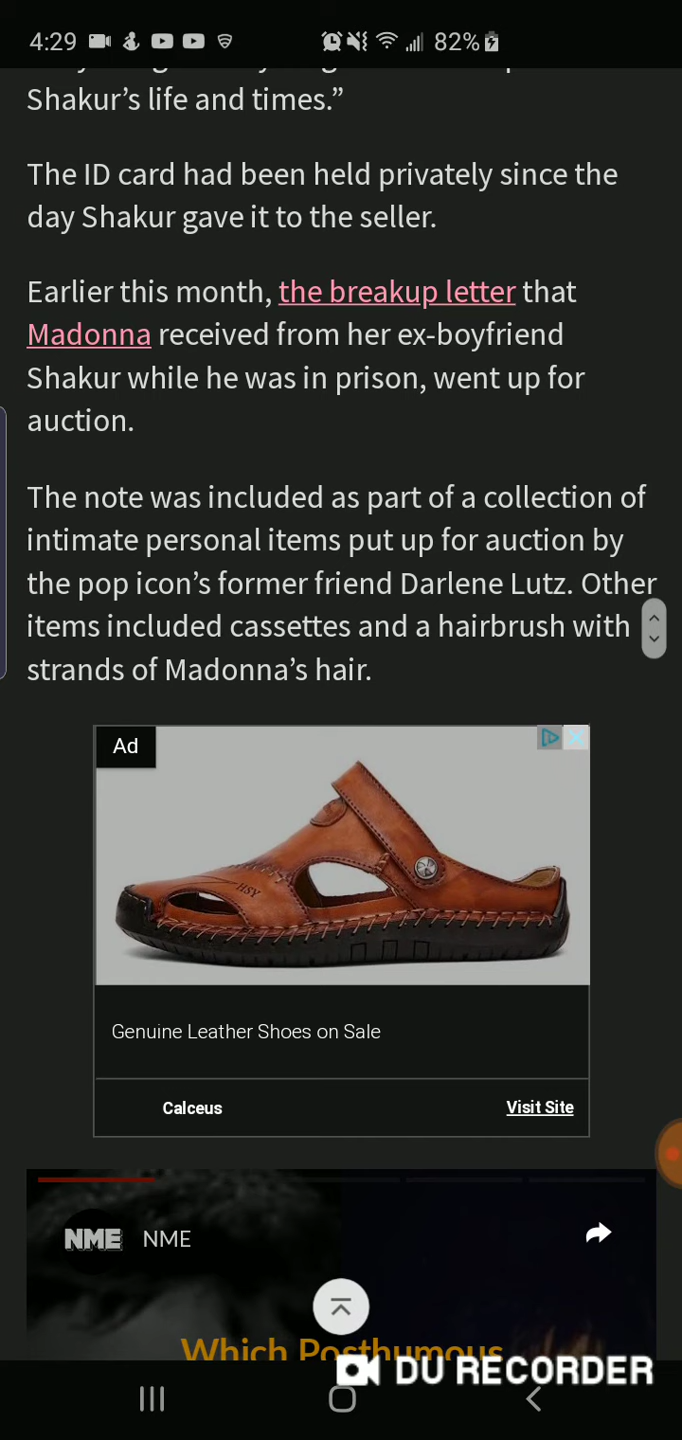 4:29
82%
Shakur’s life and times.”
The ID card had been held privately since the
day Shakur gave it to the seller.
Earlier this month, the breakup letter that
Madonna received from her ex-boyfriend
Shakur while he was in prison, went up for
auction.
The note was included as part of a collection of
intimate personal items put up for auction by
the pop icon’s former friend Darlene Lutz. Other
items included cassettes and a hairbrush with
strands of Madonna’s hair.
Ad
HSY
Genuine Leather Shoes on Sale
Calceus Visit Site
NME NME
Which Posthumous
DU RECORDER